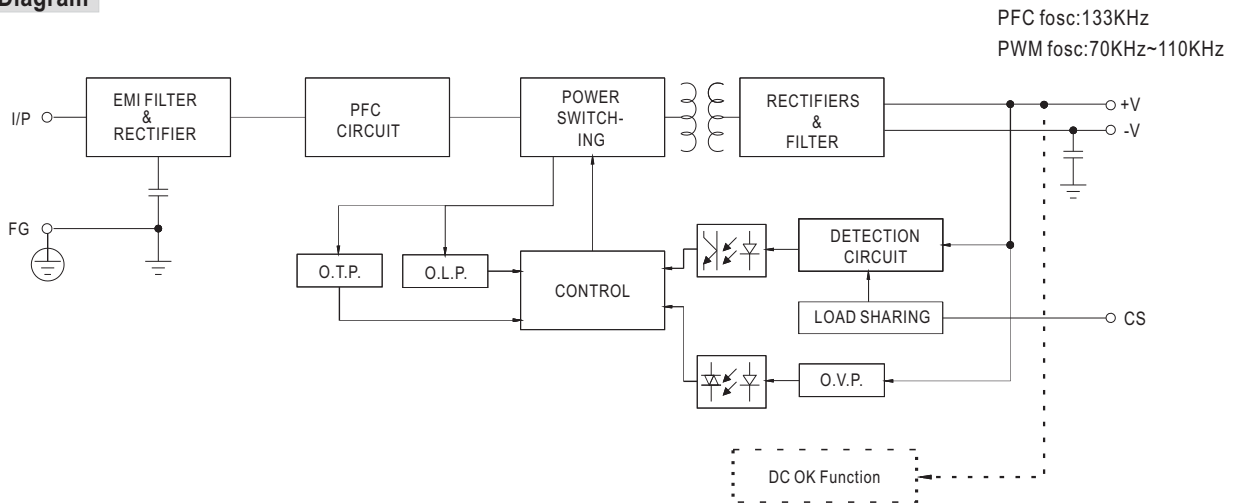 Diagram
PFC fosc:133KHz
PWM fosc:70KHz~110KHz
I/P
EMI FILTER
&
RECTIFIER
PFC
CIRCUIT
POWER
SWITCH-
ING
RECTIFIERS
&
FILTER
+V
-V
FG
O.T.P.
O.L.P.
CONTROL
DETECTION
CIRCUIT
LOAD SHARING
CS
O.V.P.
DC OK Function